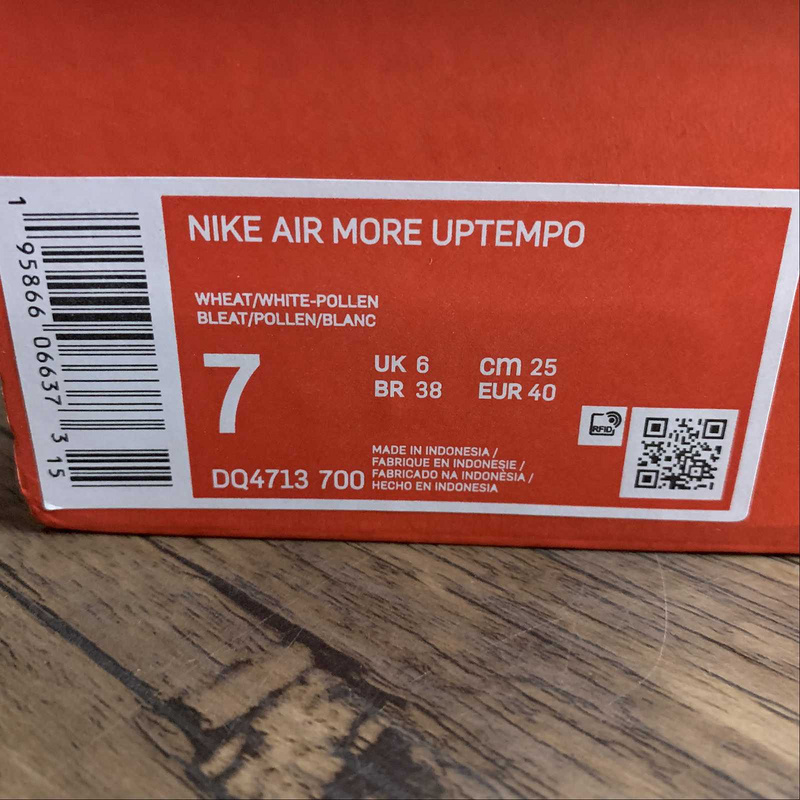 1 95866 06637 3 15
NIKE AIR MORE UPTEMPO
WHEAT/WHITE-POLLEN
BLEAT/POLLEN/BLANC
7
UK 6 cm 25
BR 38 EUR 40
RFID
DQ4713 700
MADE IN INDONESIA /
FABRIQUE EN INDONESIE /
FABRICADO NA INDONÈSIA /
HECHO EN INDONESIA